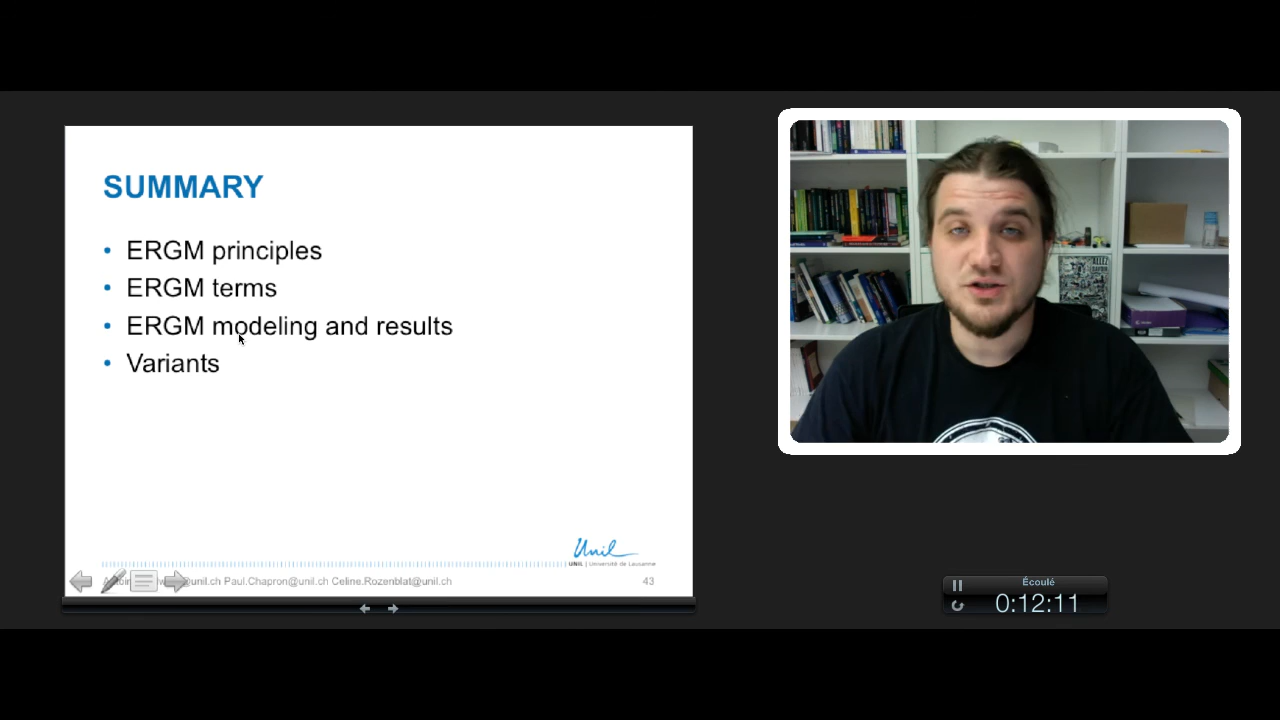 SUMMARY
• ERGM principles
• ERGM terms
• ERGM modeling and results
• Variants
Unil
UNIL | Université de Lausanne
@unil.ch Paul.Chapron@unil.ch Celine.Rozenblat@unil.ch
43
Écoulé
0:12:11